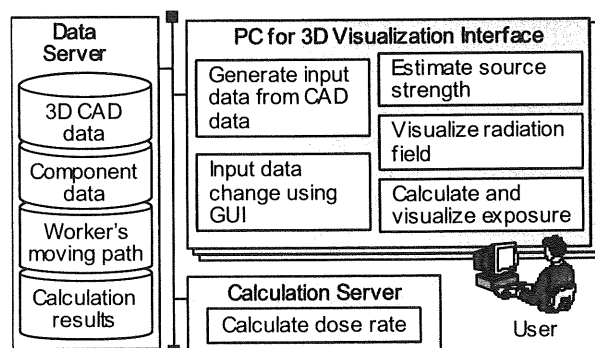 Data
Server
3D CAD
data
Component
data
Worker's
moving path
Calculation
results
PC for 3D Visualization Interface
Generate input
data from CAD
data
Input data
change using
GUI
Estimate source
strength
Visualize radiation
field
Calculate and
visualize exposure
Calculation Server
Calculate dose rate
User